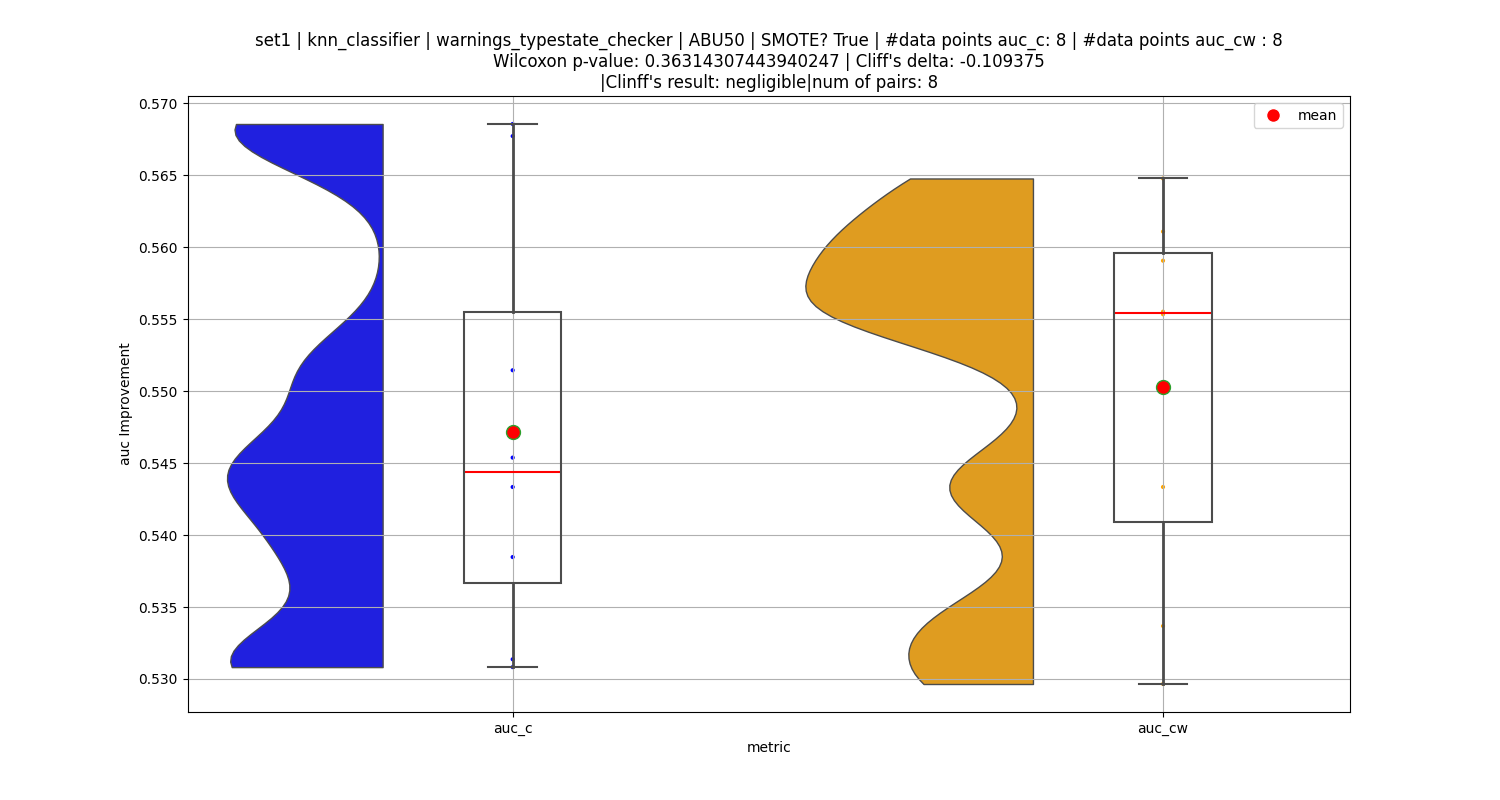 set1 | knn_classifier | warnings_typestate_checker | ABU50 | SMOTE? True | #data points auc_c: 8 | #data points auc_cw : 8
Wilcoxon p-value: 0.36314307443940247 | Cliff's delta: -0.109375
|Clinff's result: negligible|num of pairs: 8
mean
0.570
0.565
0.560
0.555
0.550
0.545
0.540
0.535
0.530
auc Improvement
auc_c
auc_cw
metric